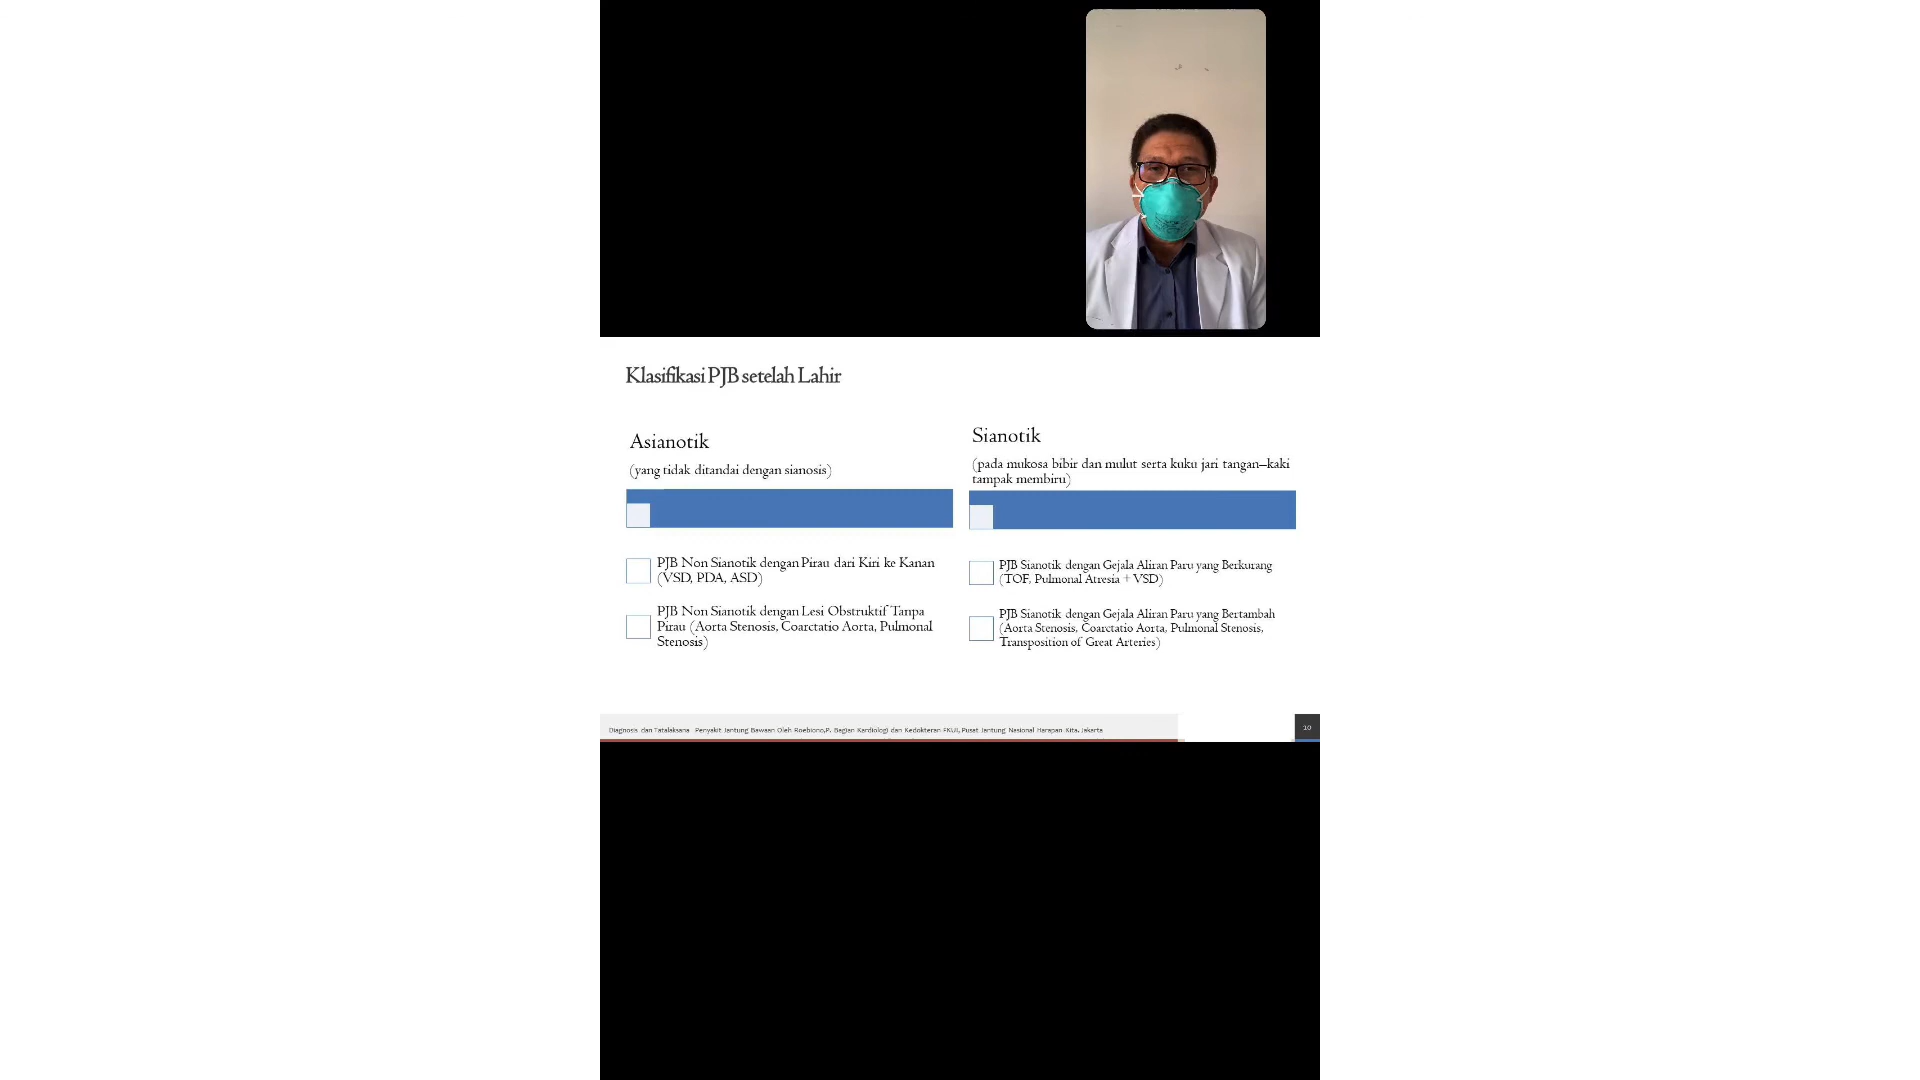 Klasifikasi PJB setelah Lahir
Asianotik
(yang tidak ditandai dengan sianosis)
PJB Non Sianotik dengan Pirau dari Kiri ke Kanan
(VSD, PDA, ASD)
PJB Non Sianotik dengan Lesi Obstruktif Tanpa
Pirau (Aorta Stenosis, Coarctatio Aorta, Pulmonal
Stenosis)
Sianotik
(pada mukosa bibir dan mulut serta kuku jari tangan–kaki
tampak membiru)
PJB Sianotik dengan Gejala Aliran Paru yang Berkurang
(TOF, Pulmonal Atresia + VSD)
PJB Sianotik dengan Gejala Aliran Paru yang Bertambah
(Aorta Stenosis, Coarctatio Aorta, Pulmonal Stenosis,
Transposition of Great Arteries)
Diagnosis dan Tatalaksana Penyakit Jantung Bawaan Oleh Roebiono,P. Bagian Kardiologi dan Kedokteran FKUI, Pusat Jantung Nasional Harapan Kita. Jakarta
10